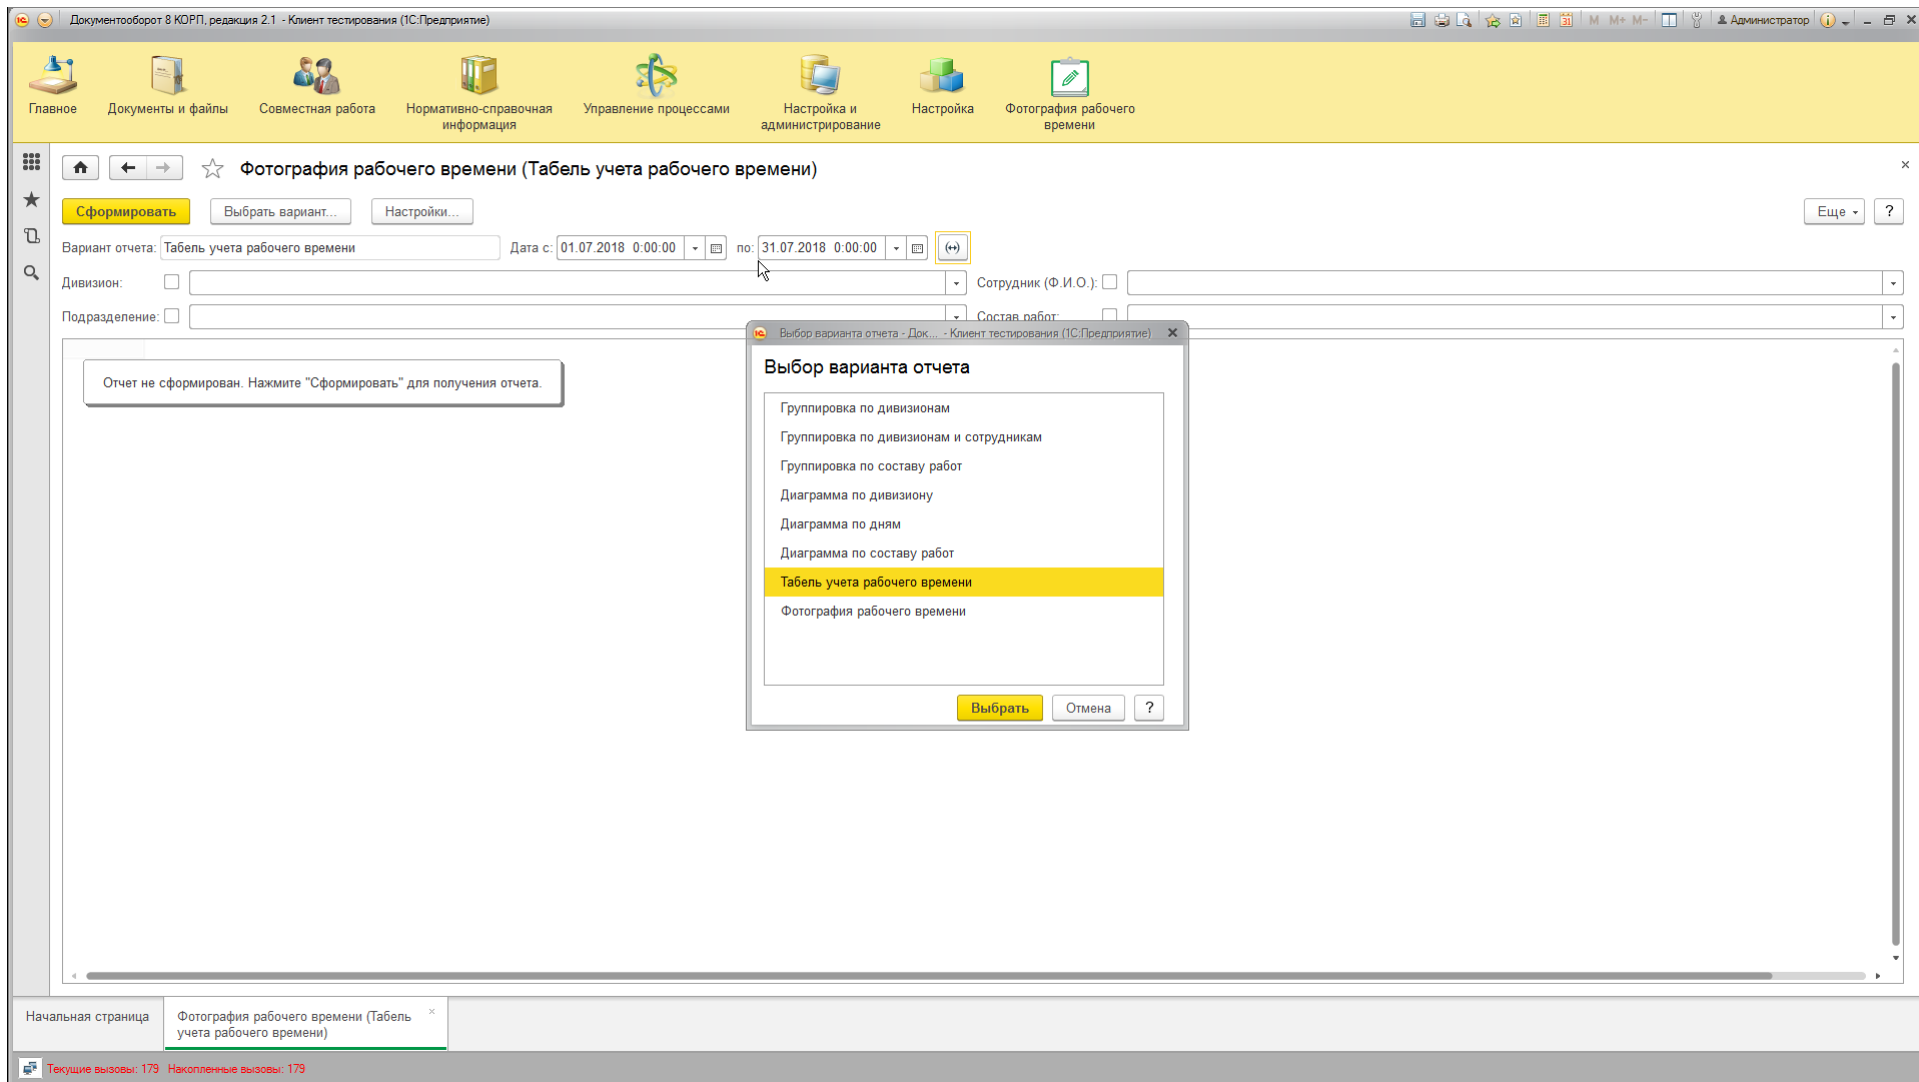 Документооборот 8 КОРП, редакция 2.1 - Клиент тестирования (1С:Предприятие)
M M+ M-
Администратор
Главное
Документы и файлы
Совместная работа
Нормативно-справочная
информация
Управление процессами
Настройка и
администрирование
Настройка
Фотография рабочего
времени
Фотография рабочего времени (Табель учета рабочего времени)
Сформировать
Выбрать вариант...
Настройки...
Еще
?
Вариант отчета: Табель учета рабочего времени
Дата с: 01.07.2018 0:00:00
по: 31.07.2018 0:00:00
Дивизион:
Сотрудник (Ф.И.О.):
Подразделение:
Состав работ:
Отчет не сформирован. Нажмите "Сформировать" для получения отчета.
Выбор варианта отчета - Док... - Клиент тестирования (1С:Предприятие)
Выбор варианта отчета
Группировка по дивизионам
Группировка по дивизионам и сотрудникам
Группировка по составу работ
Диаграмма по дивизиону
Диаграмма по дням
Диаграмма по составу работ
Табель учета рабочего времени
Фотография рабочего времени
Выбрать
Отмена
?
Начальная страница
Фотография рабочего времени (Табель
учета рабочего времени)
Текущие вызовы: 179 Накопленные вызовы: 179